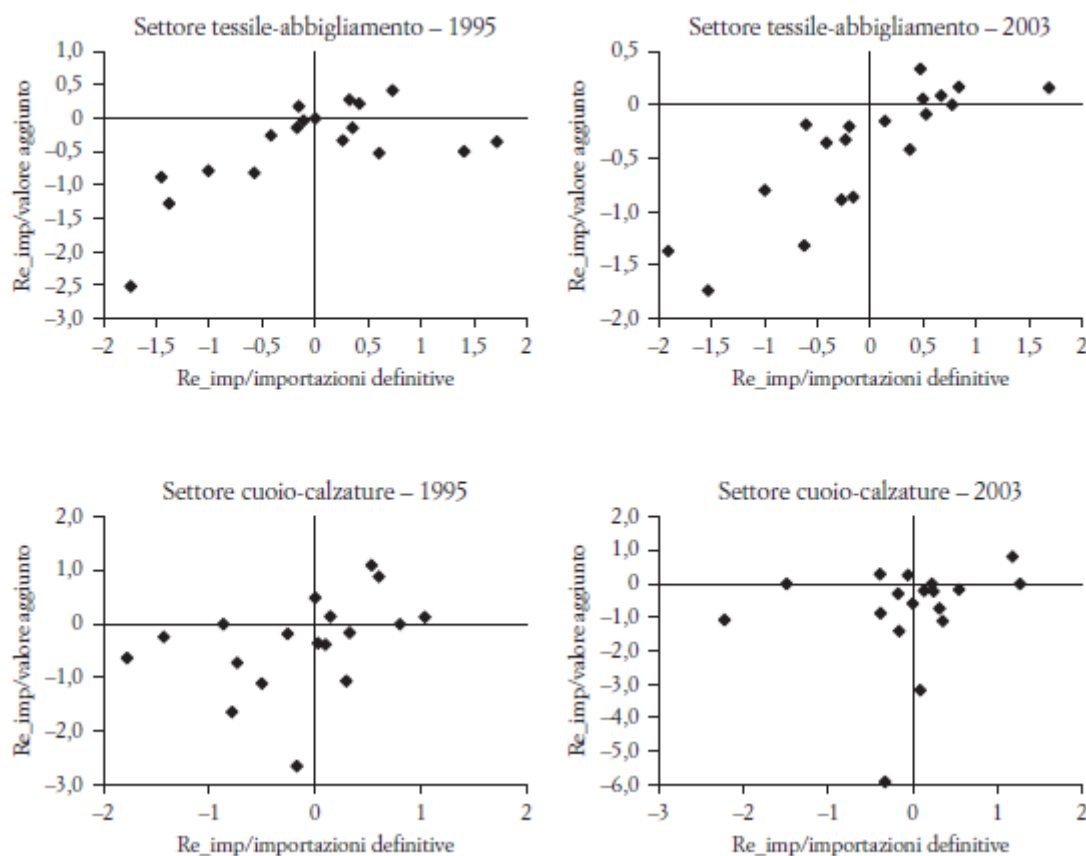 Settore tessile-abbigliamento – 1995
Re_imp/valore aggiunto
1,0
0,5
0
–0,5
–1,0
–1,5
–2,0
–2,5
–3,0
–2 –1,5 –1 –0,5 0 0,5 1 1,5 2
Re_imp/importazioni definitive
Settore tessile-abbigliamento – 2003
Re_imp/valore aggiunto
0,5
0
–0,5
–1,0
–1,5
–2,0
–2 –1,5 –1 –0,5 0 0,5 1 1,5 2
Re_imp/importazioni definitive
Settore cuoio-calzature – 1995
Re_imp/valore aggiunto
2,0
1,0
0
–1,0
–2,0
–3,0
–2 –1 0 1 2
Re_imp/importazioni definitive
Settore cuoio-calzature – 2003
Re_imp/valore aggiunto
2,0
1,0
0
–1,0
–2,0
–3,0
–4,0
–5,0
–6,0
–3 –2 –1 0 1 2
Re_imp/importazioni definitive